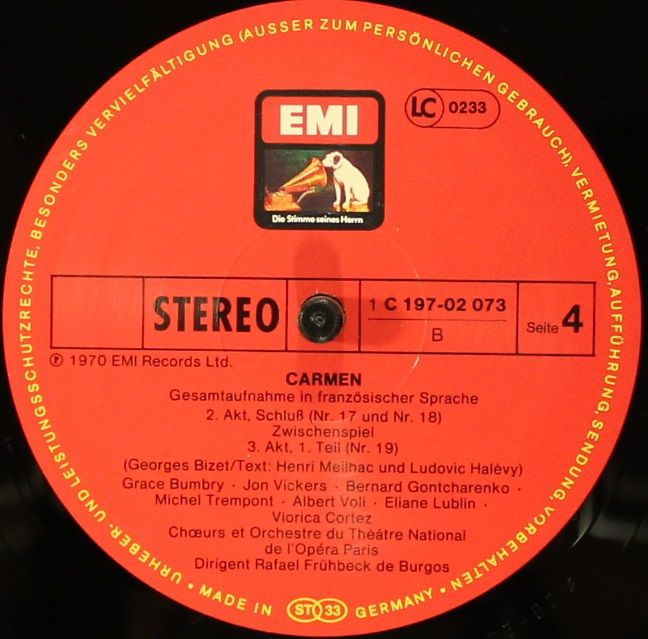 URHEBER- UND LEISTUNGSSCHUTZRECHTE, BESONDERS VERVIELFÄLTIGUNG (AUSSER ZUM PERSÖNLICHEN GEBRAUCH), VERMIETUNG, AUFFÜHRUNG, SENDUNG, VORBEHALTEN •
EMI
Die Stimme seines Herrn
LC 0233
STEREO
1 C 197-02 073
B
Seite 4
Ⓟ 1970 EMI Records Ltd.
CARMEN
Gesamtaufnahme in französischer Sprache
2. Akt, Schluß (Nr. 17 und Nr. 18)
Zwischenspiel
3. Akt, 1. Teil (Nr. 19)
(Georges Bizet/Text: Henri Meilhac und Ludovic Halévy)
Grace Bumbry · Jon Vickers · Bernard Gontcharenko ·
Michel Trempont · Albert Voli · Eliane Lublin ·
Viorica Cortez
Chœurs et Orchestre du Théâtre National
de l'Opéra Paris
Dirigent Rafael Frühbeck de Burgos
• MADE IN ST 33 GERMANY •